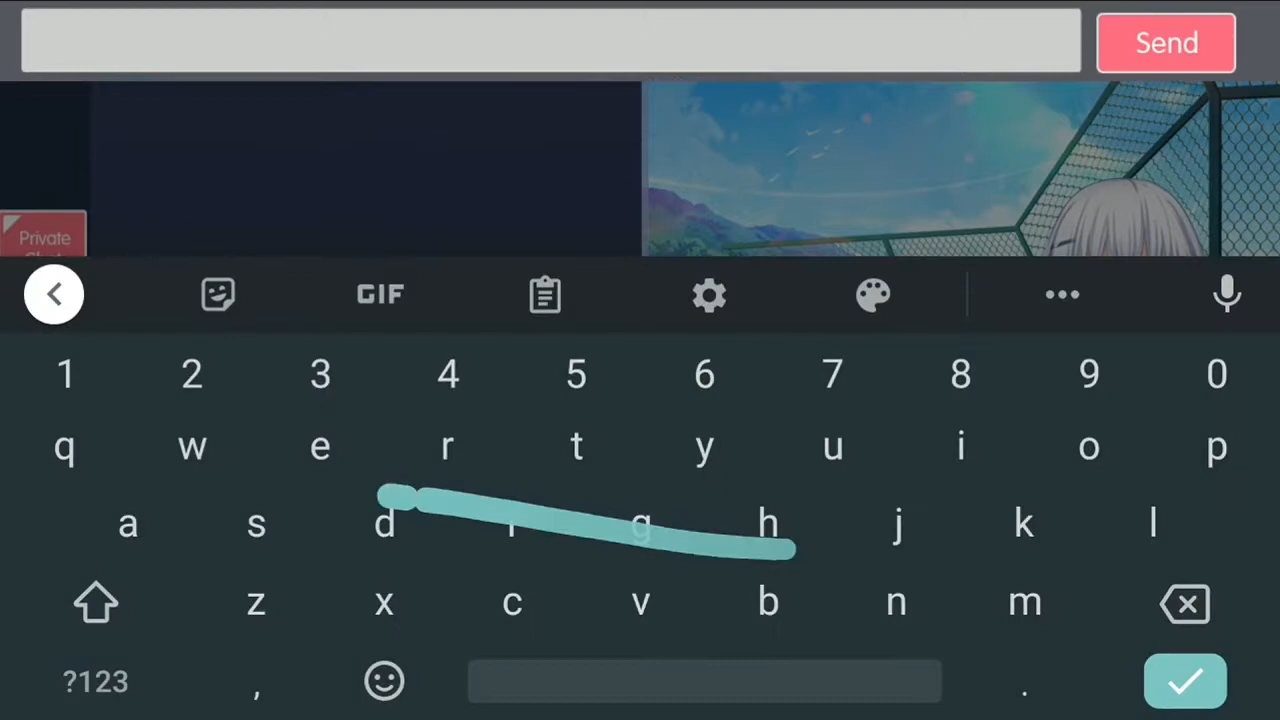 Send
Private
GIF
1 2 3 4 5 6 7 8 9 0
q w e r t y u i o p
a s d g h j k l
z x c v b n m
?123 , .